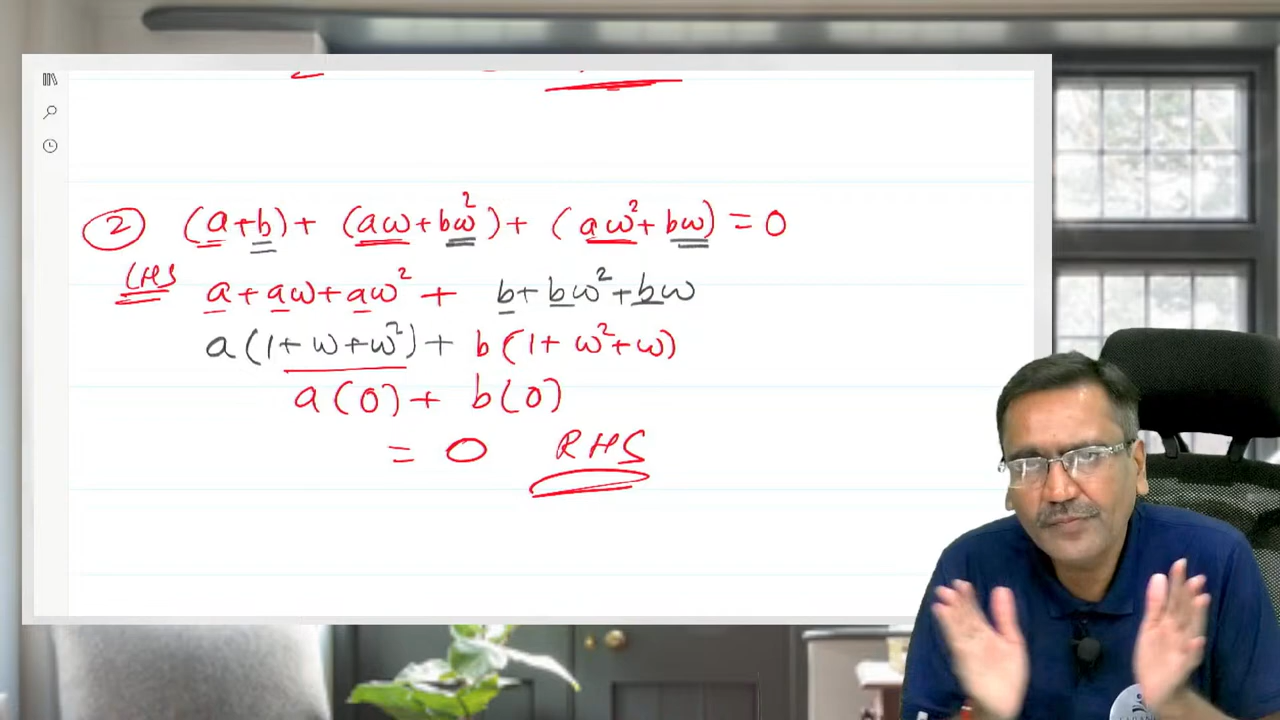 ② (a+b)+ (aω+bω²)+ (aω²+bω) = 0
LHS a + aω + aω² + b + bω² + bω
a(1+ω+ω²)+ b(1+ω²+ω)
a(0)+ b(0)
= 0 RHS